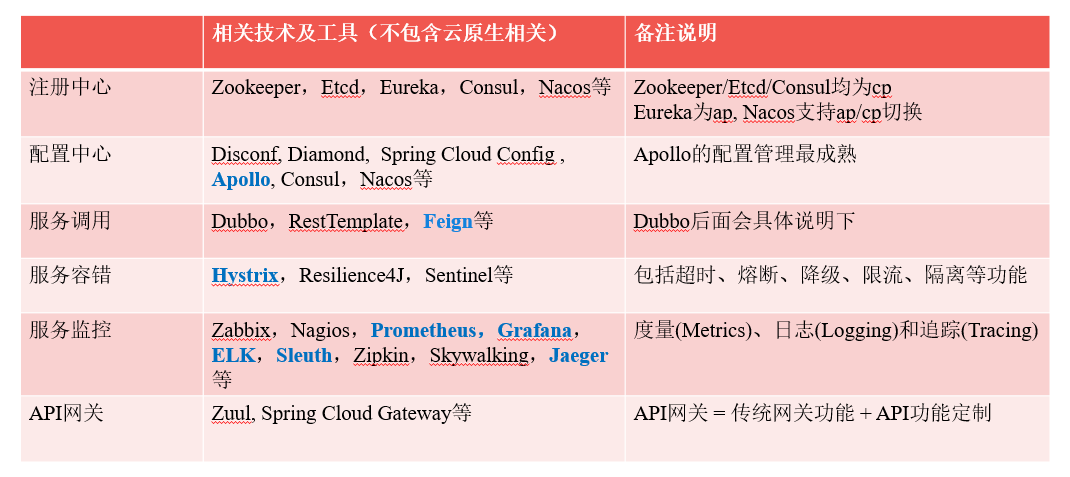 相关技术及工具（不包含云原生相关） 备注说明
注册中心 Zookeeper，Etcd，Eureka，Consul，Nacos等 Zookeeper/Etcd/Consul均为cp
Eureka为ap, Nacos支持ap/cp切换
配置中心 Disconf, Diamond, Spring Cloud Config , Apollo的配置管理最成熟
Apollo, Consul，Nacos等
服务调用 Dubbo，RestTemplate，Feign等 Dubbo后面会具体说明下
服务容错 Hystrix，Resilience4J，Sentinel等 包括超时、熔断、降级、限流、隔离等功能
服务监控 Zabbix，Nagios，Prometheus，Grafana， 度量(Metrics)、日志(Logging)和追踪(Tracing)
ELK，Sleuth，Zipkin，Skywalking，Jaeger
等
API网关 Zuul, Spring Cloud Gateway等 API网关 = 传统网关功能 + API功能定制